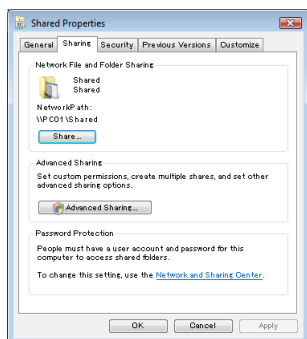 Shared Properties
General Sharing Security Previous Versions Customize
Network File and Folder Sharing
Shared
Shared
Network Path:
\\PC01\Shared
Share...
Advanced Sharing
Set custom permissions, create multiple shares, and set other
advanced sharing options.
Advanced Sharing...
Password Protection
People must have a user account and password for this
computer to access shared folders.
To change this setting, use the Network and Sharing Center.
OK Cancel Apply